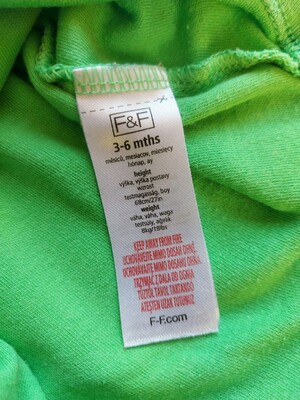 F&F
3-6 mths
měsíců, mesiacov, miesięcy
hónap, ay
height
výška, výška postavy
wzrost
testmagasság, boy
68cm/27in
weight
váha, váha, waga
testsúly, ağırlık
8kg/18lbs
KEEP AWAY FROM FIRE
UCHOVÁVEJTE MIMO DOSAH OHNĚ
UCHOVÁVAJTE MIMO DOSAHU OHŇA
TRZYMAĆ Z DALA OD OGNIA
TŰZTŐL TÁVOL TARTANDÓ
ATEŞTEN UZAK TUTUNUZ
F-F.com